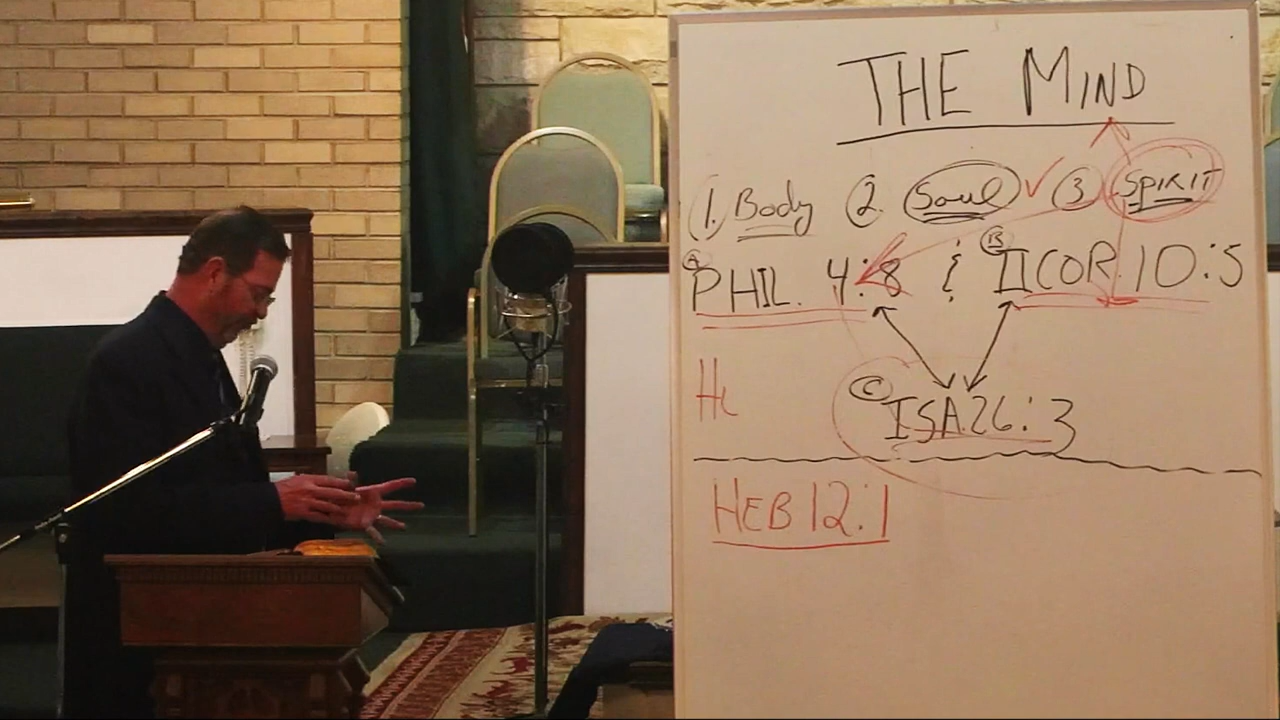 THE MIND
1. Body 2. Soul ✓ 3 SPIRIT
A PHIL. 4:8 & B II COR. 10:5
He
C ISA 26:3
HEB 12:1